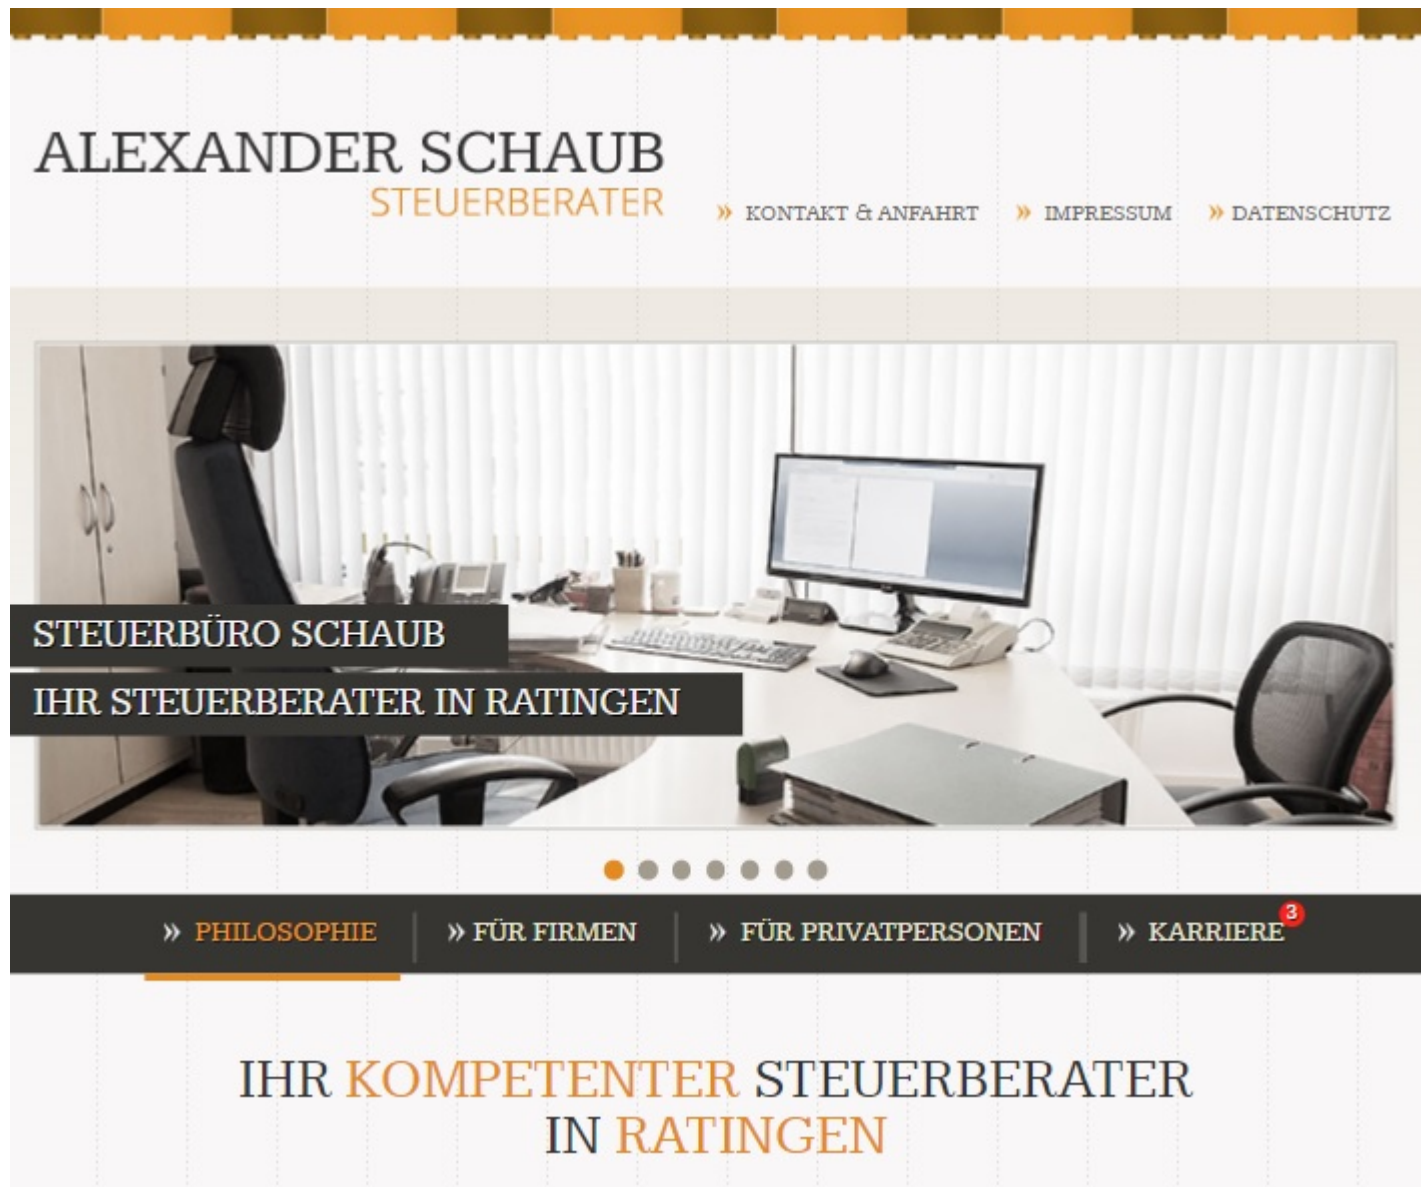 ALEXANDER SCHAUB
STEUERBERATER
» KONTAKT & ANFAHRT » IMPRESSUM » DATENSCHUTZ
STEUERBÜRO SCHAUB
IHR STEUERBERATER IN RATINGEN
» PHILOSOPHIE » FÜR FIRMEN » FÜR PRIVATPERSONEN » KARRIERE 3
IHR KOMPETENTER STEUERBERATER
IN RATINGEN